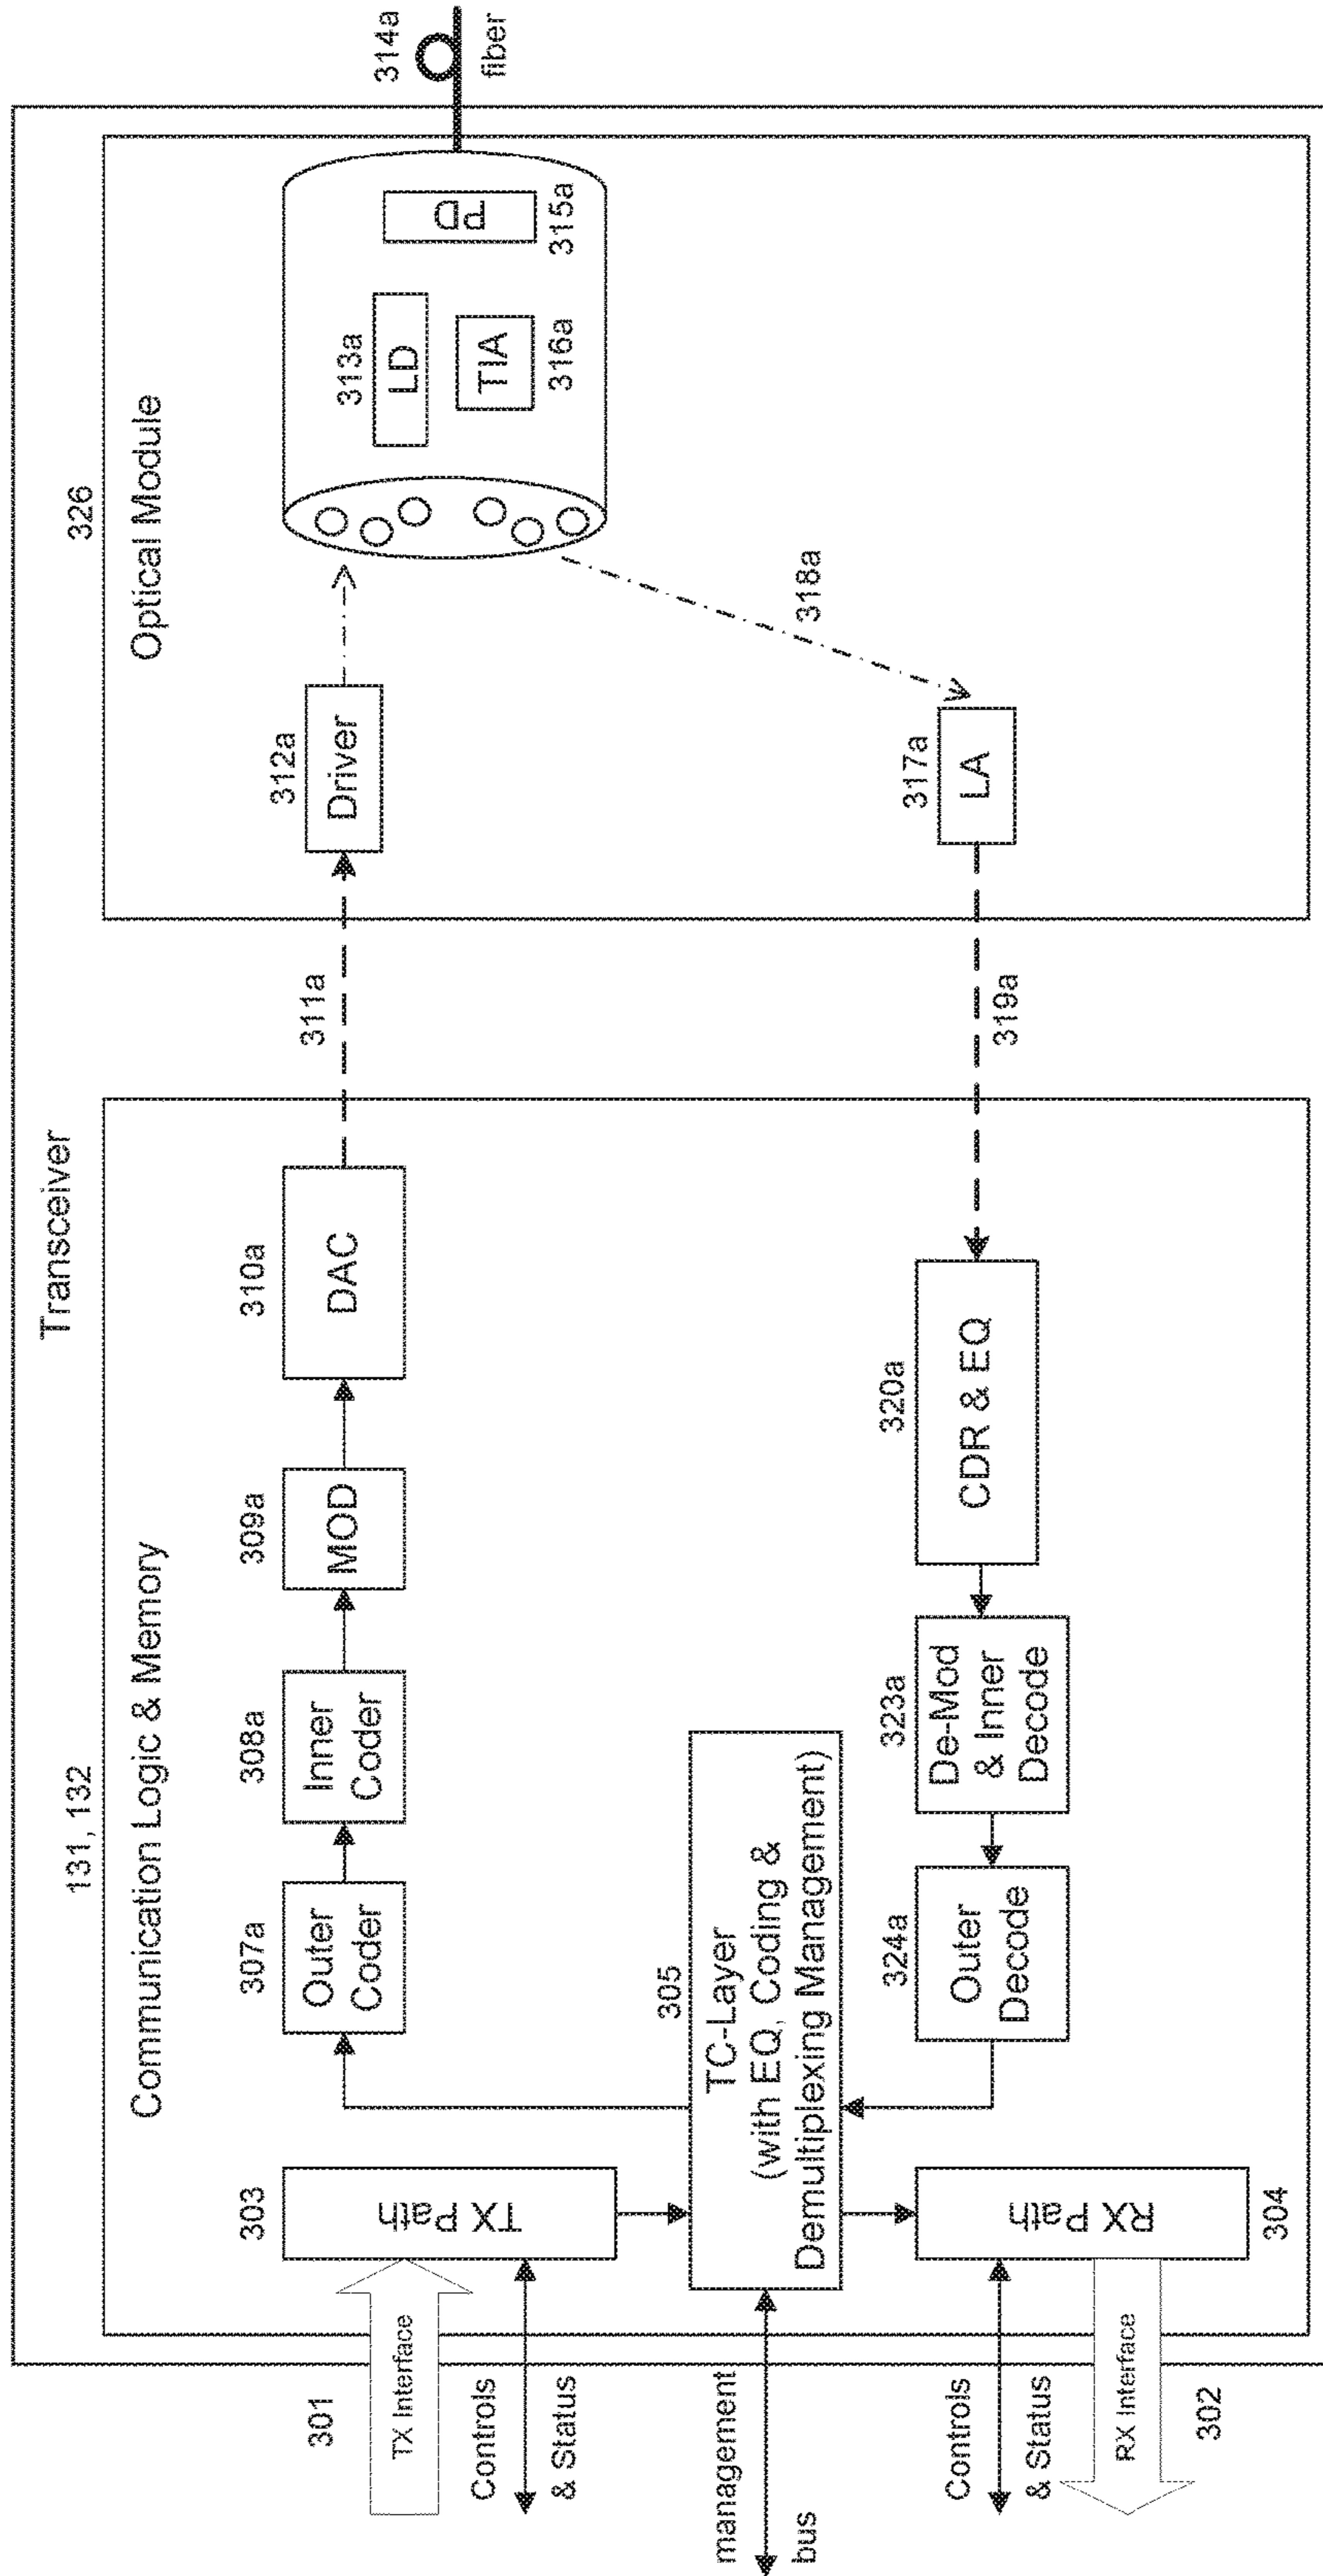 Transceiver
131, 132
Communication Logic & Memory
326
Optical Module
301
TX Interface
Controls
& Status
303
TX Path
307a
Outer
Coder
308a
Inner
Coder
309a
MOD
310a
DAC
311a
312a
Driver
313a
LD
TIA
316a
PD
315a
314a
fiber
management
bus
305
TC-Layer
(with EQ, Coding &
Demultiplexing Management)
318a
Controls
& Status
RX Interface
302
RX Path
304
324a
Outer
Decode
323a
De-Mod
& Inner
Decode
320a
CDR & EQ
319a
317a
LA